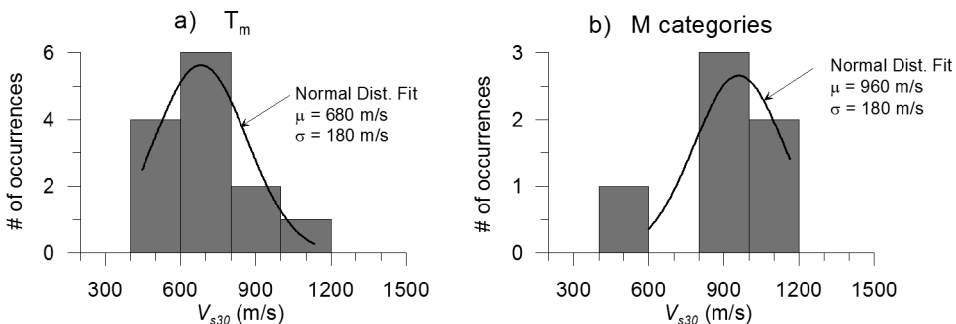 a) Tm
# of occurrences
6
4
2
0
Normal Dist. Fit
μ = 680 m/s
σ = 180 m/s
300 600 900 1200 1500
Vs30 (m/s)
b) M categories
# of occurrences
3
2
1
0
Normal Dist. Fit
μ = 960 m/s
σ = 180 m/s
300 600 900 1200 1500
Vs30 (m/s)